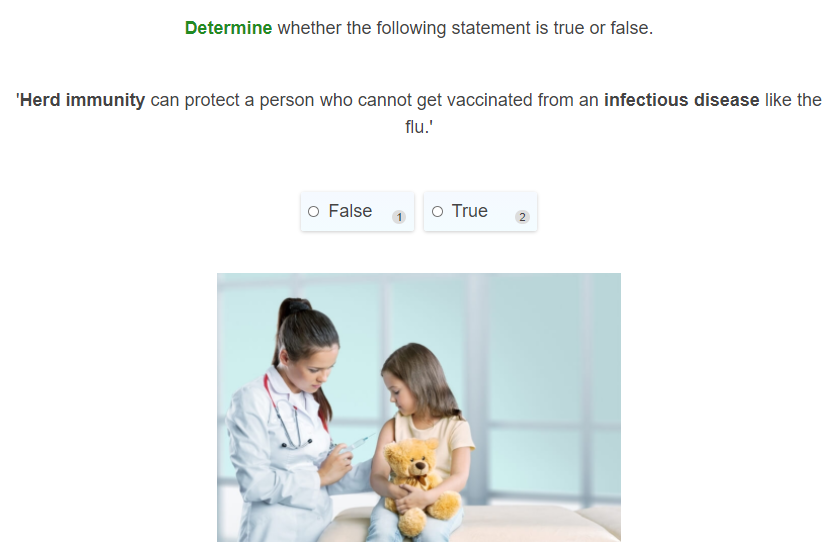 Determine whether the following statement is true or false.
'Herd immunity can protect a person who cannot get vaccinated from an infectious disease like the
flu.'
False 1 True 2